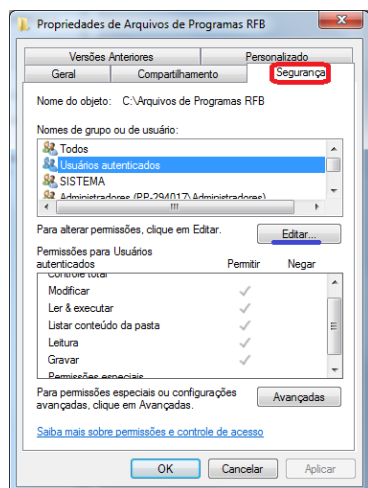 Propriedades de Arquivos de Programas RFB
Versões Anteriores Personalizado
Geral Compartilhamento Segurança
Nome do objeto: C:\Arquivos de Programas RFB
Nomes de grupo ou de usuário:
Todos
Usuários autenticados
SISTEMA
Administradores (PP-294017\Administradores)
Para alterar permissões, clique em Editar. Editar...
Permissões para Usuários
autenticados Permitir Negar
Controle total
Modificar
Ler & executar
Listar conteúdo da pasta
Leitura
Gravar
Permissões especiais
Para permissões especiais ou configurações
avançadas, clique em Avançadas. Avançadas
Saiba mais sobre permissões e controle de acesso
OK Cancelar Aplicar